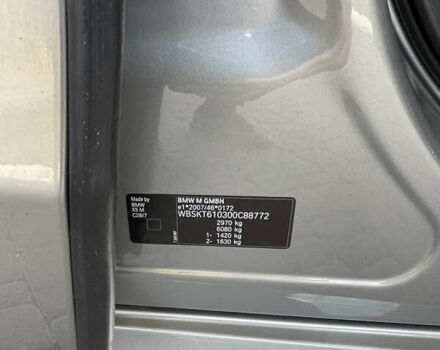 Made by
BMW
X5 M
C28/7
BMW M GMBH
e1*2007/46*0172
WBSKT610300C88772
2970 kg
6080 kg
1- 1420 kg
2- 1630 kg